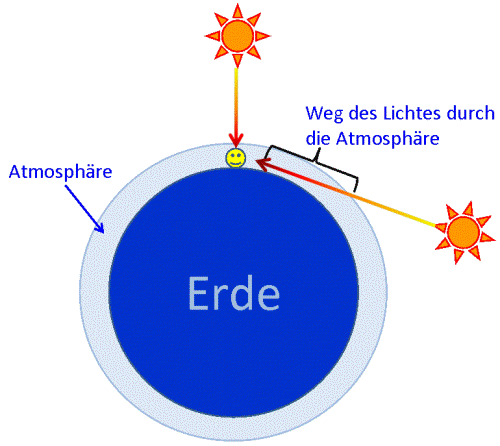 Weg des Lichtes durch
die Atmosphäre
Atmosphäre
Erde